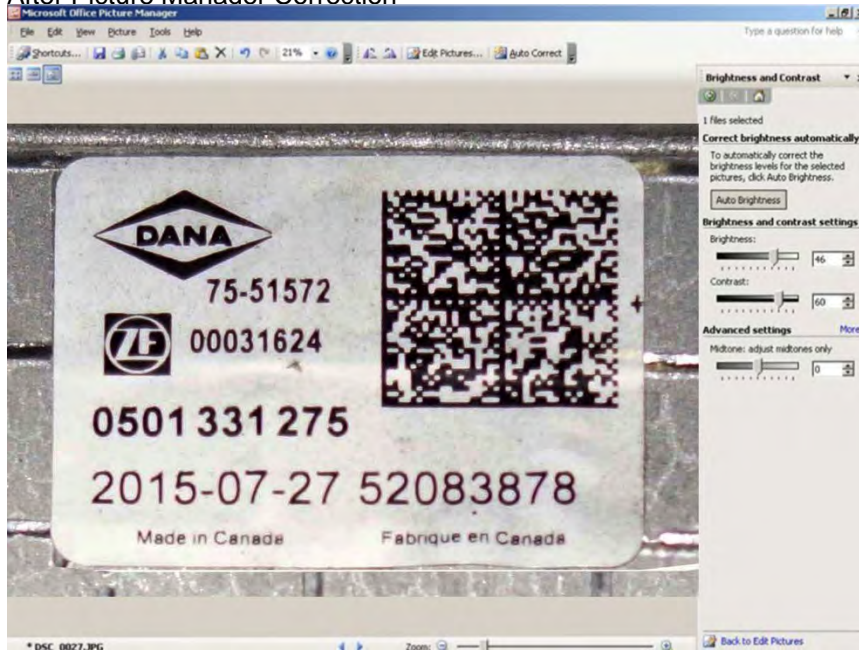 After Picture Manager Correction
Microsoft Office Picture Manager
File Edit View Picture Tools Help
Type a question for help
Shortcuts... 21% Edit Pictures... Auto Correct
Brightness and Contrast
1 files selected
Correct brightness automatically
To automatically correct the
brightness levels for the selected
pictures, click Auto Brightness.
Auto Brightness
Brightness and contrast settings
Brightness:
46
Contrast:
60
Advanced settings More
Midtone: adjust midtones only
0
DANA
75-51572
ZF 00031624
0501 331 275
2015-07-27 52083878
Made in Canada Fabrique en Canada
* DSC_0027.JPG Zoom:
Back to Edit Pictures